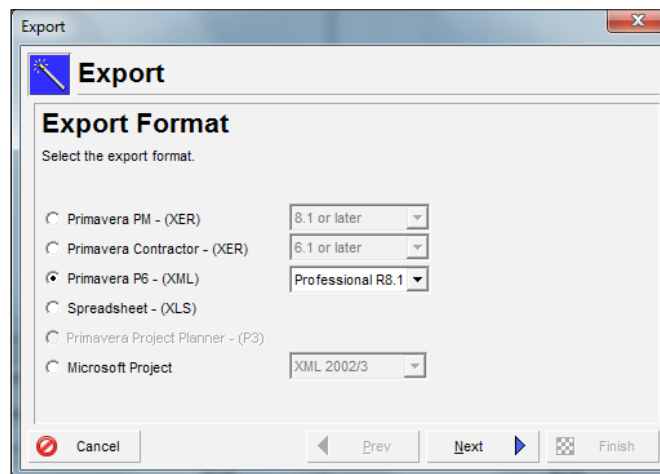 Export
Export
Export Format
Select the export format.
Primavera PM - (XER) 8.1 or later
Primavera Contractor - (XER) 6.1 or later
Primavera P6 - (XML) Professional R8.1
Spreadsheet - (XLS)
Primavera Project Planner - (P3)
Microsoft Project XML 2002/3
Cancel Prev Next Finish